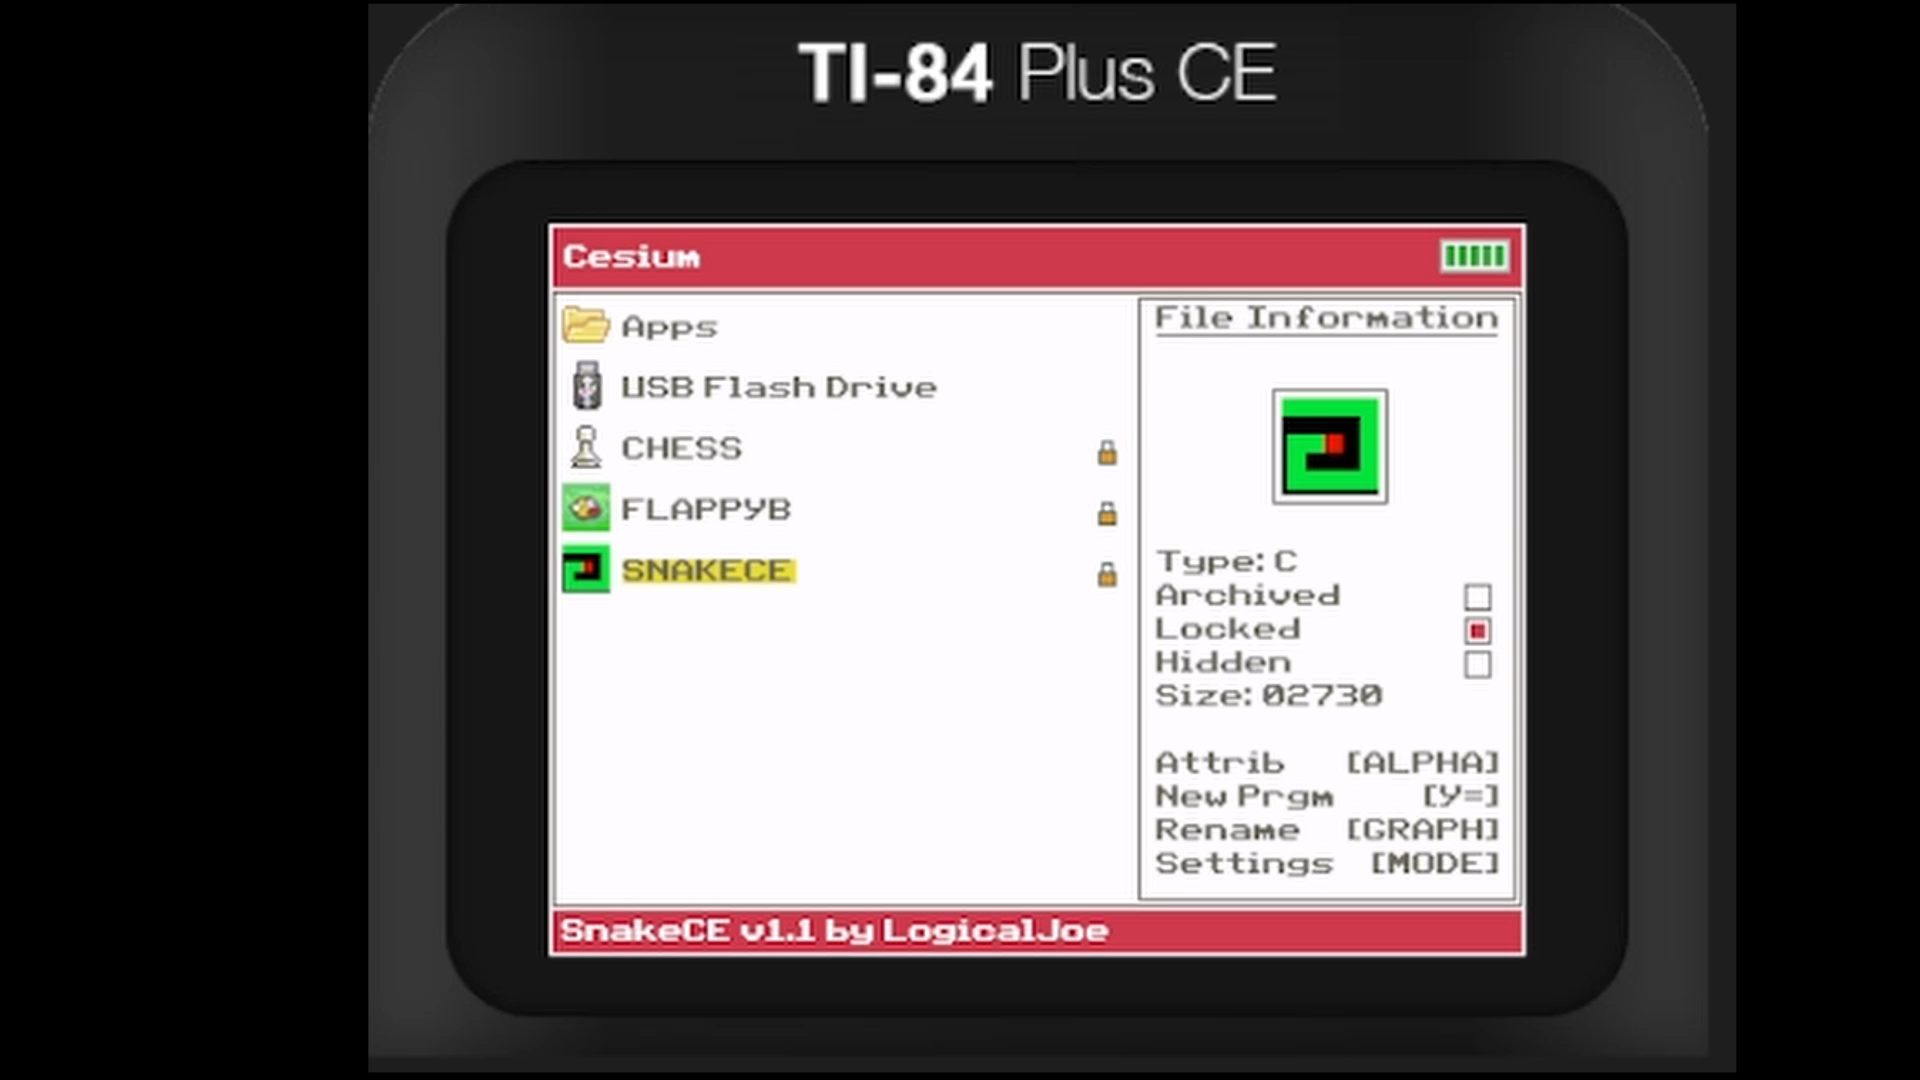 TI-84 Plus CE
Cesium
Apps
USB Flash Drive
CHESS
FLAPPYB
SNAKECE
File Information
Type: C
Archived
Locked
Hidden
Size: 02730
Attrib [ALPHA]
New Prgm [Y=]
Rename [GRAPH]
Settings [MODE]
SnakeCE v1.1 by LogicalJoe